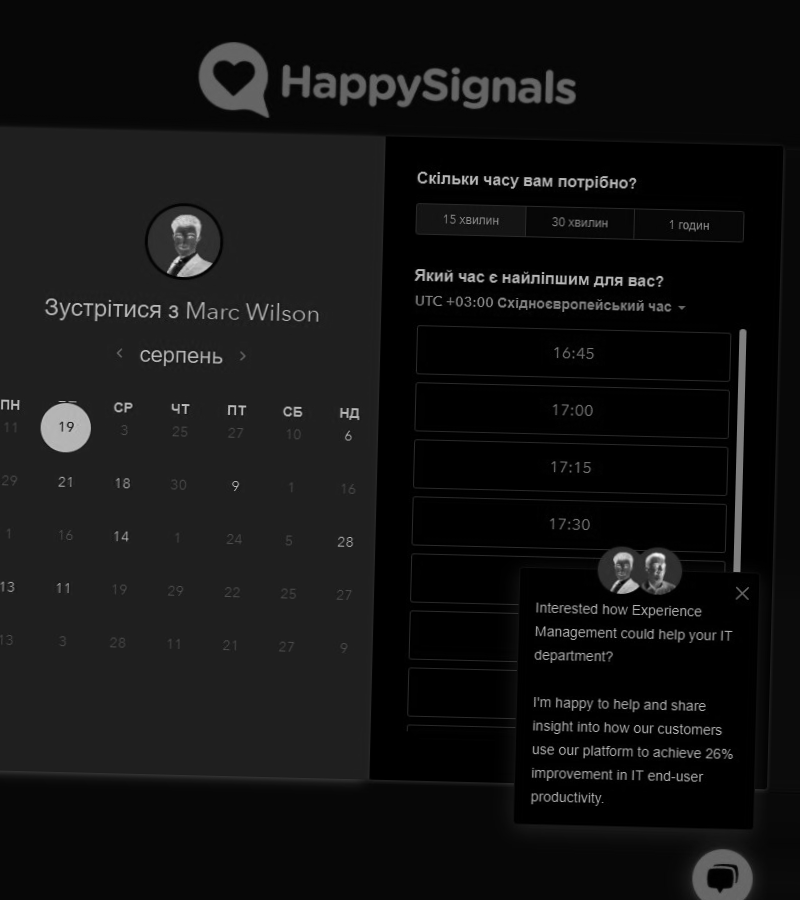 HappySignals
Зустрітися з Marc Wilson
серпень
ПН СР ЧТ ПТ СБ НД
11 19 3 25 27 10 6
29 21 18 30 9 1 16
1 16 14 1 24 5 28
13 11 19 29 22 25 27
13 3 28 11 21 27 9
Скільки часу вам потрібно?
15 хвилин 30 хвилин 1 годин
Який час є найліпшим для вас?
UTC +03:00 Східноєвропейський час
16:45
17:00
17:15
17:30
Interested how Experience
Management could help your IT
department?
I'm happy to help and share
insight into how our customers
use our platform to achieve 26%
improvement in IT end-user
productivity.